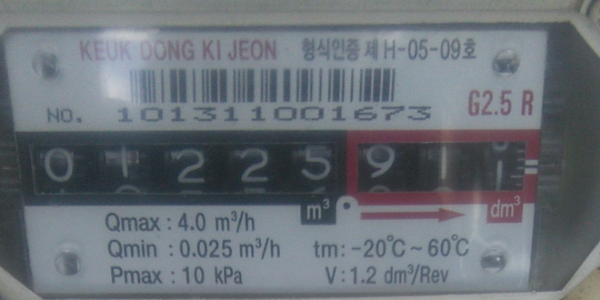 KEUK DONG KI JEON 형식인증 제 H-05-09호
NO. 101311001673 G2.5 R
0 1 2 2 5 9 1
m³ dm³
Qmax : 4.0 m³/h
Qmin : 0.025 m³/h tm: -20℃ ~ 60℃
Pmax : 10 kPa V : 1.2 dm³/Rev